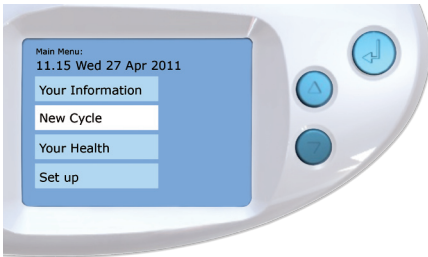 Main Menu:
11.15 Wed 27 Apr 2011
Your Information
New Cycle
Your Health
Set up